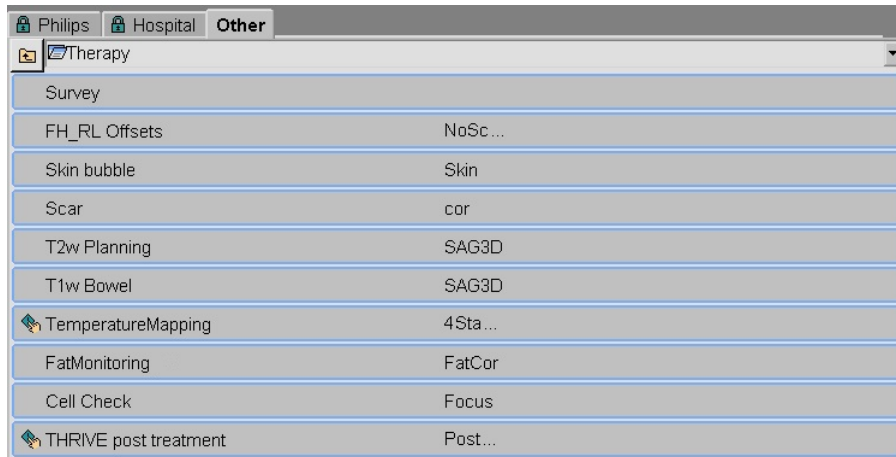 Philips Hospital Other
Therapy
Survey
FH_RL Offsets NoSc...
Skin bubble Skin
Scar cor
T2w Planning SAG3D
T1w Bowel SAG3D
TemperatureMapping 4Sta...
FatMonitoring FatCor
Cell Check Focus
THRIVE post treatment Post...